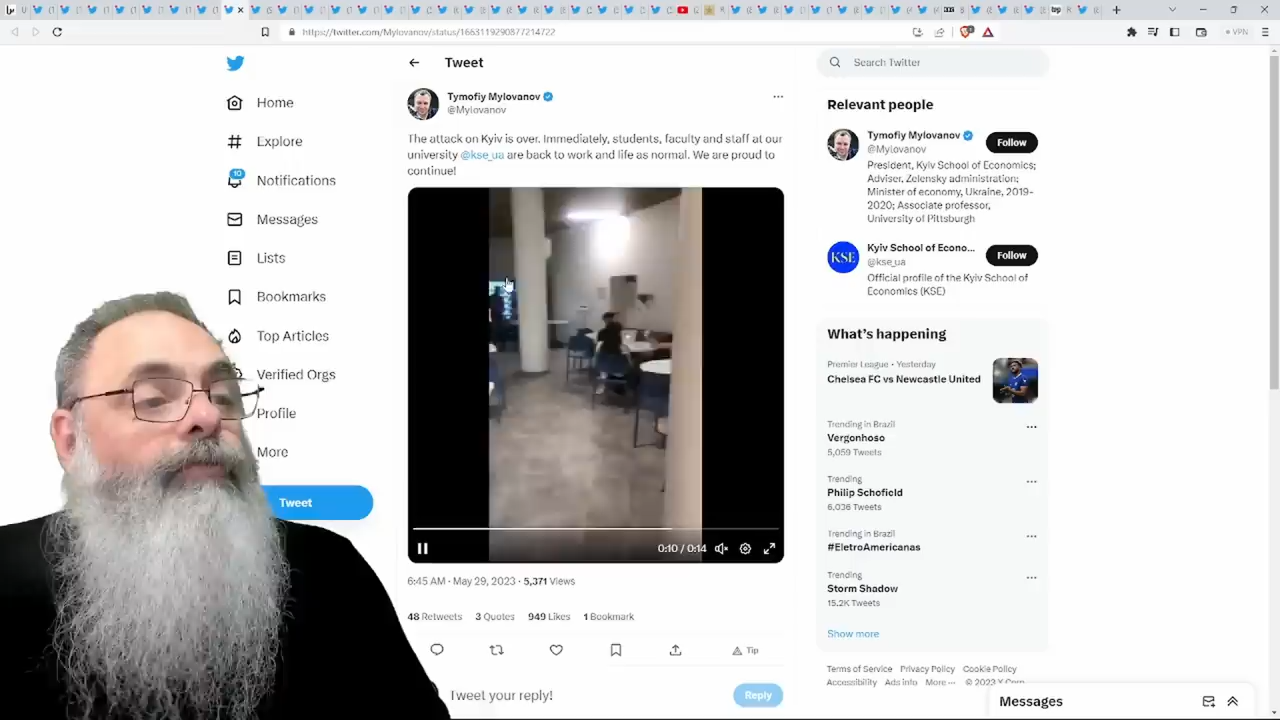 https://twitter.com/Mylovanov/status/1663119290877214722
VPN
Home
Explore
10
Notifications
Messages
Lists
Bookmarks
Top Articles
Verified Orgs
Profile
More
Tweet
Tweet
Tymofiy Mylovanov
@Mylovanov
The attack on Kyiv is over. Immediately, students, faculty and staff at our
university @kse_ua are back to work and life as normal. We are proud to
continue!
0:10 / 0:14
6:45 AM · May 29, 2023 · 5,371 Views
48 Retweets 3 Quotes 949 Likes 1 Bookmark
Tip
Tweet your reply!
Reply
Search Twitter
Relevant people
Tymofiy Mylovanov
@Mylovanov
Follow
President, Kyiv School of Economics;
Adviser, Zelensky administration;
Minister of economy, Ukraine, 2019-
2020; Associate professor,
University of Pittsburgh
KSE
Kyiv School of Econo...
@kse_ua
Follow
Official profile of the Kyiv School of
Economics (KSE)
What's happening
Premier League · Yesterday
Chelsea FC vs Newcastle United
Trending in Brazil
Vergonhoso
5,059 Tweets
Trending
Philip Schofield
6,036 Tweets
Trending in Brazil
#EletroAmericanas
Trending
Storm Shadow
15.2K Tweets
Show more
Terms of Service Privacy Policy Cookie Policy
Accessibility Ads info More ··· © 2023 X Corp.
Messages